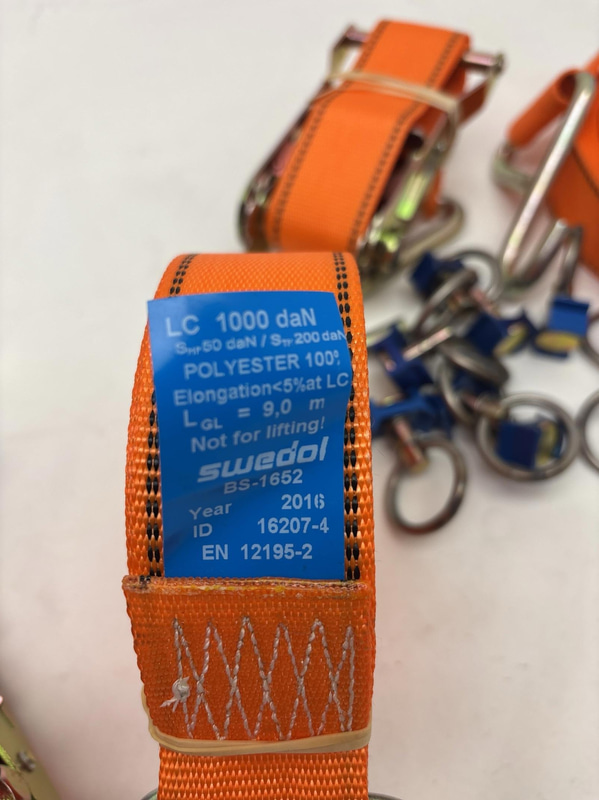 LC 1000 daN
SHF50 daN / STF200 daN
POLYESTER 100%
Elongation<5%at LC
LGL = 9,0 m
Not for lifting!
swedol
BS-1652
Year 2016
ID 16207-4
EN 12195-2